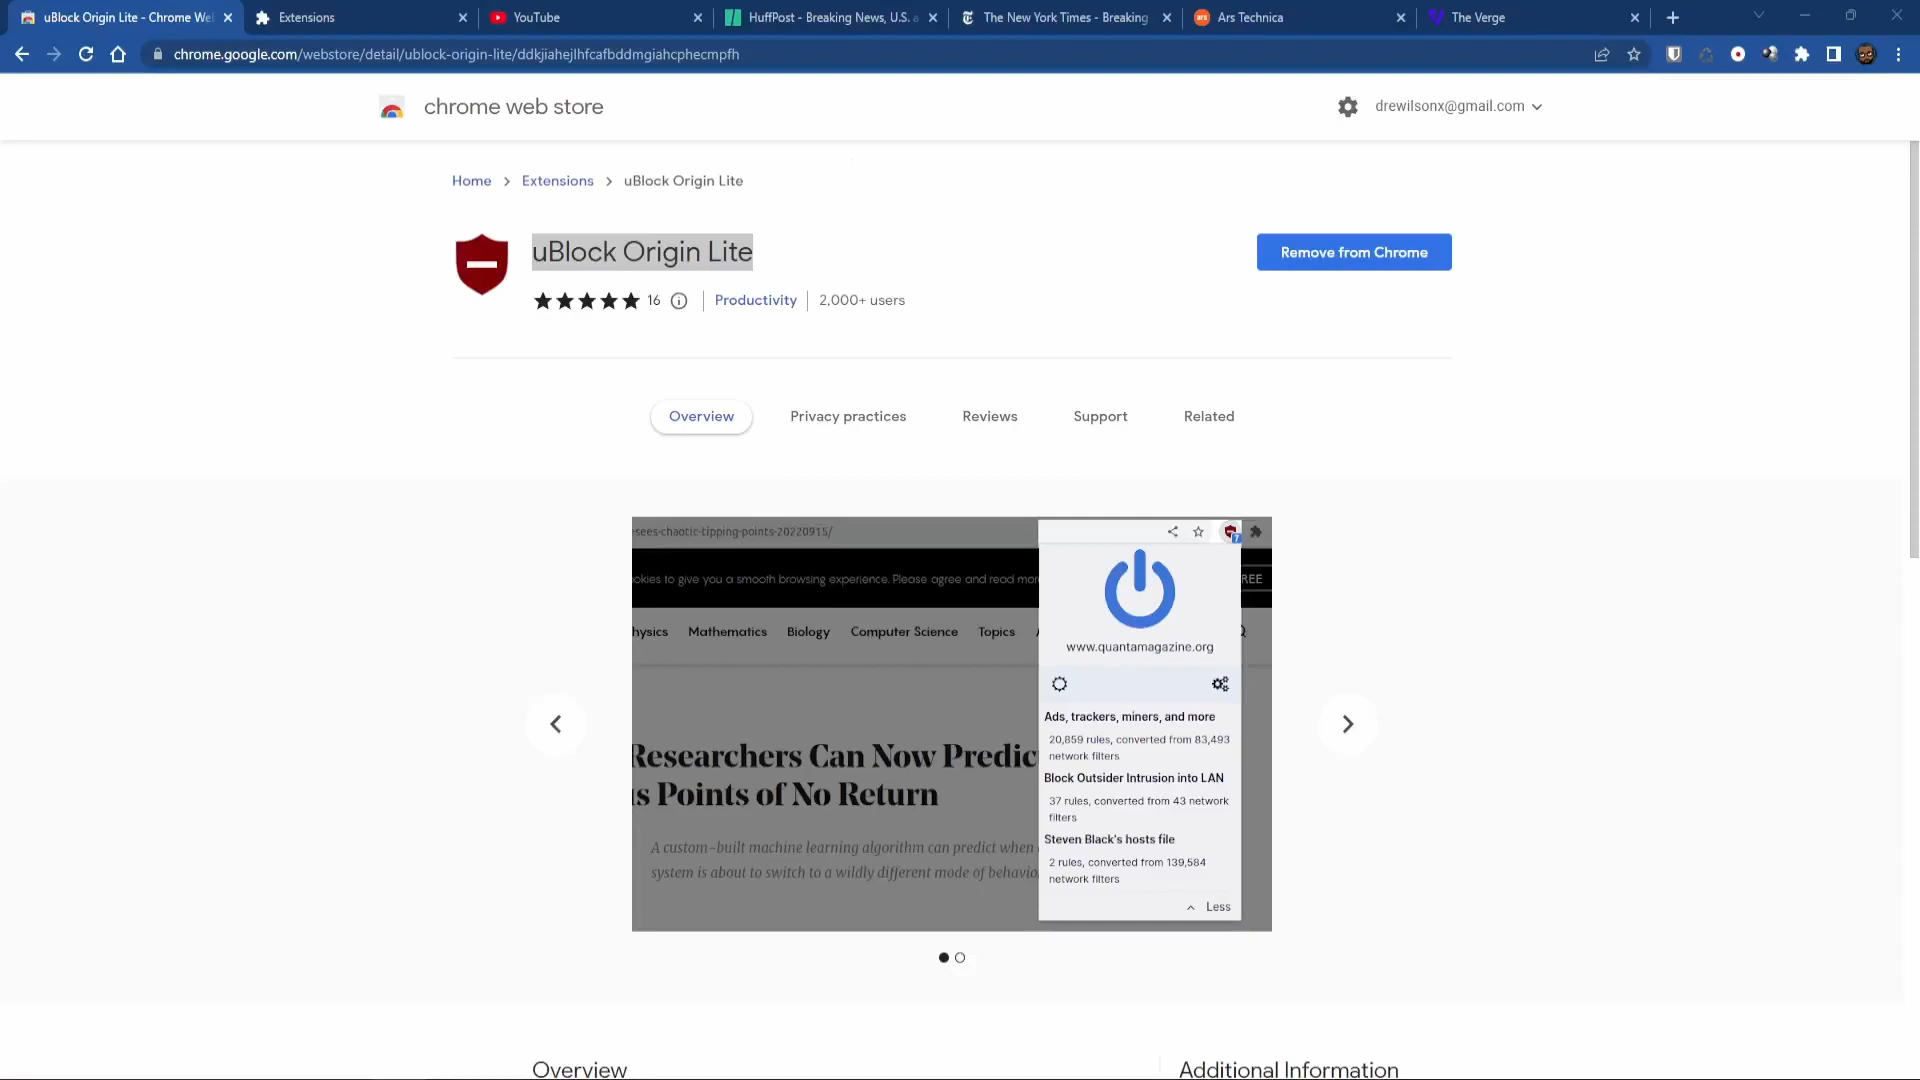 uBlock Origin Lite - Chrome We
Extensions
YouTube
HuffPost - Breaking News, U.S. a
The New York Times - Breaking
Ars Technica
The Verge
chrome.google.com/webstore/detail/ublock-origin-lite/ddkjiahejlhfcafbddmgiahcphecmpfh
chrome web store
drewilsonx@gmail.com
Home
Extensions
uBlock Origin Lite
uBlock Origin Lite
Remove from Chrome
16
Productivity
2,000+ users
Overview
Privacy practices
Reviews
Support
Related
-sees-chaotic-tipping-points-20220915/
7
ookies to give you a smooth browsing experience. Please agree and read mor
REE
www.quantamagazine.org
hysics
Mathematics
Biology
Computer Science
Topics
Ads, trackers, miners, and more
20,859 rules, converted from 83,493
network filters
Block Outsider Intrusion into LAN
37 rules, converted from 43 network
filters
Steven Black's hosts file
2 rules, converted from 139,584
network filters
Less
Researchers Can Now Predic
s Points of No Return
A custom-built machine learning algorithm can predict when
system is about to switch to a wildly different mode of behavio
Overview
Additional Information